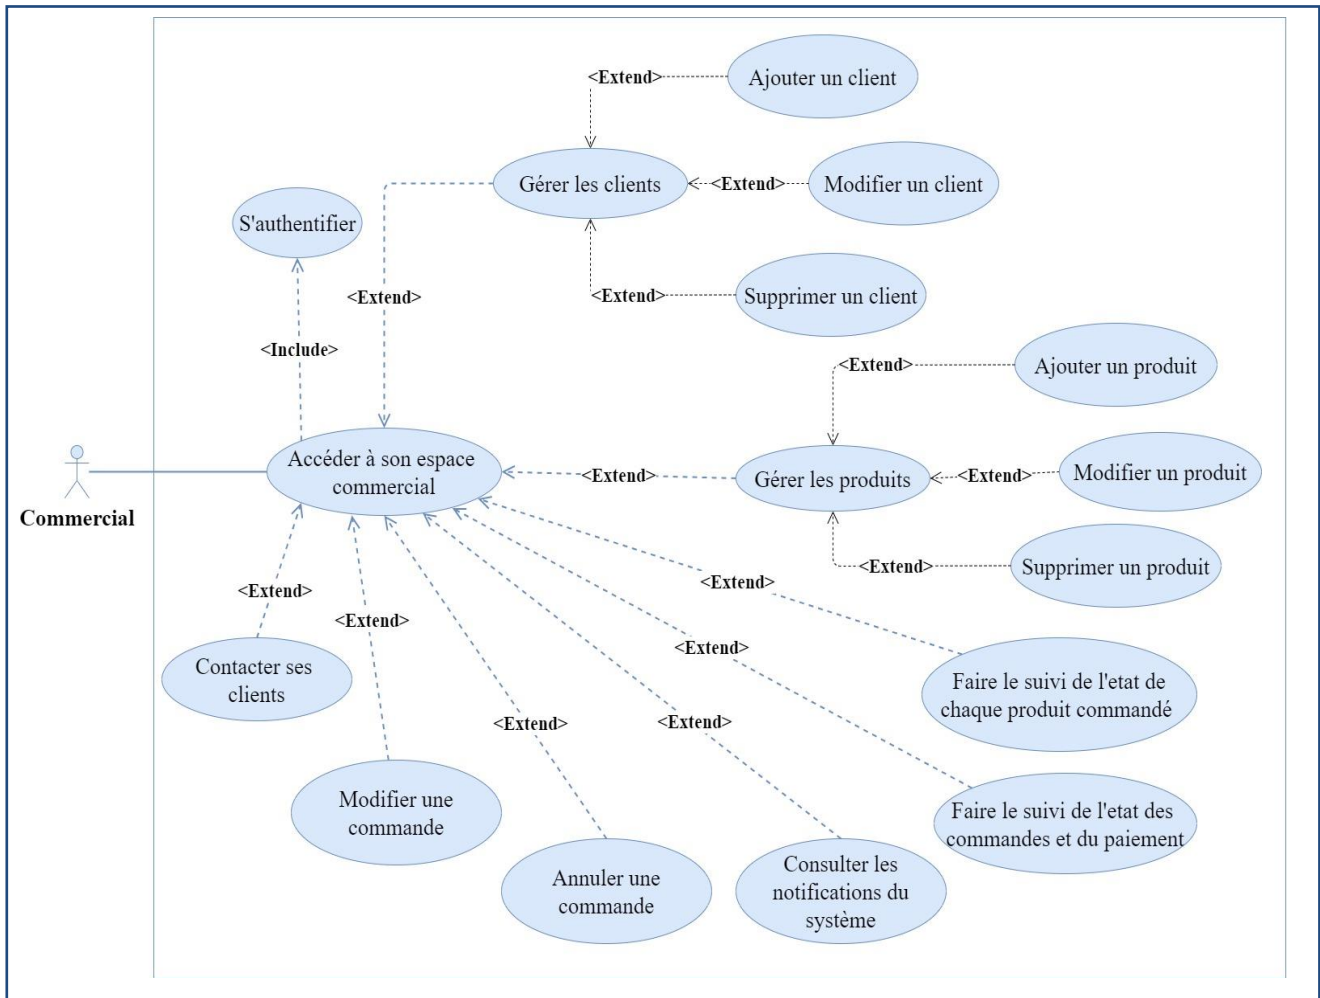 <Extend>
Ajouter un client
Gérer les clients
<Extend>
Modifier un client
S'authentifier
<Extend>
<Extend>
Supprimer un client
<Include>
<Extend>
Ajouter un produit
Accéder à son espace
commercial
<Extend>
Gérer les produits
<Extend>
Modifier un produit
Commercial
<Extend>
Supprimer un produit
<Extend>
<Extend>
<Extend>
<Extend>
Contacter ses
clients
Faire le suivi de l'etat de
chaque produit commandé
<Extend>
<Extend>
Modifier une
commande
Faire le suivi de l'etat des
commandes et du paiement
Annuler une
commande
Consulter les
notifications du
système